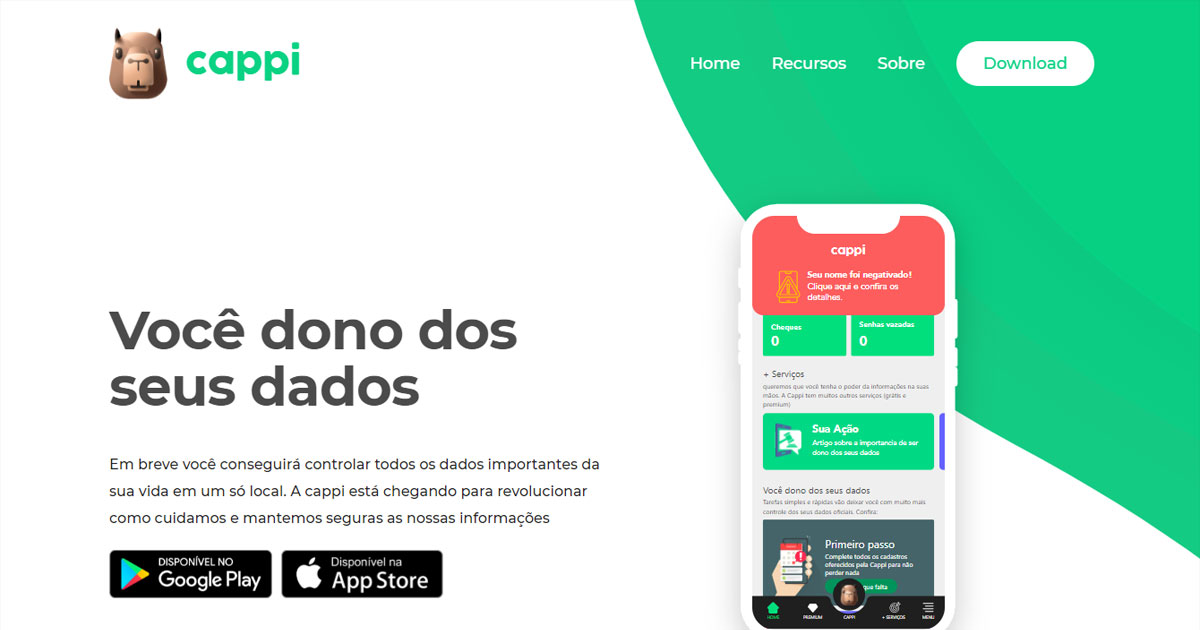 cappi
Home
Recursos
Sobre
Download
Você dono dos
seus dados
Em breve você conseguirá controlar todos os dados importantes da
sua vida em um só local. A cappi está chegando para revolucionar
como cuidamos e mantemos seguras as nossas informações
DISPONÍVEL NO
Google Play
Disponível na
App Store
cappi
Seu nome foi negativado!
Clique aqui e confira os
detalhes.
Cheques
0
Senhas vazadas
0
+ Serviços
queremos que você tenha o poder da informações na suas
mãos. A Cappi tem muitos outros serviços (grátis e
premium)
Sua Ação
Artigo sobre a importancia de ser
dono dos seus dados
Você dono dos seus dados
Tarefas simples e rápidas vão deixar você com muito mais
controle dos seus dados oficiais. Confira:
Primeiro passo
Complete todos os cadastros
oferecidos pela Cappi para não
perder nada
que falta
HOME
PREMIUM
CAPPI
+ SERVIÇOS
MENU